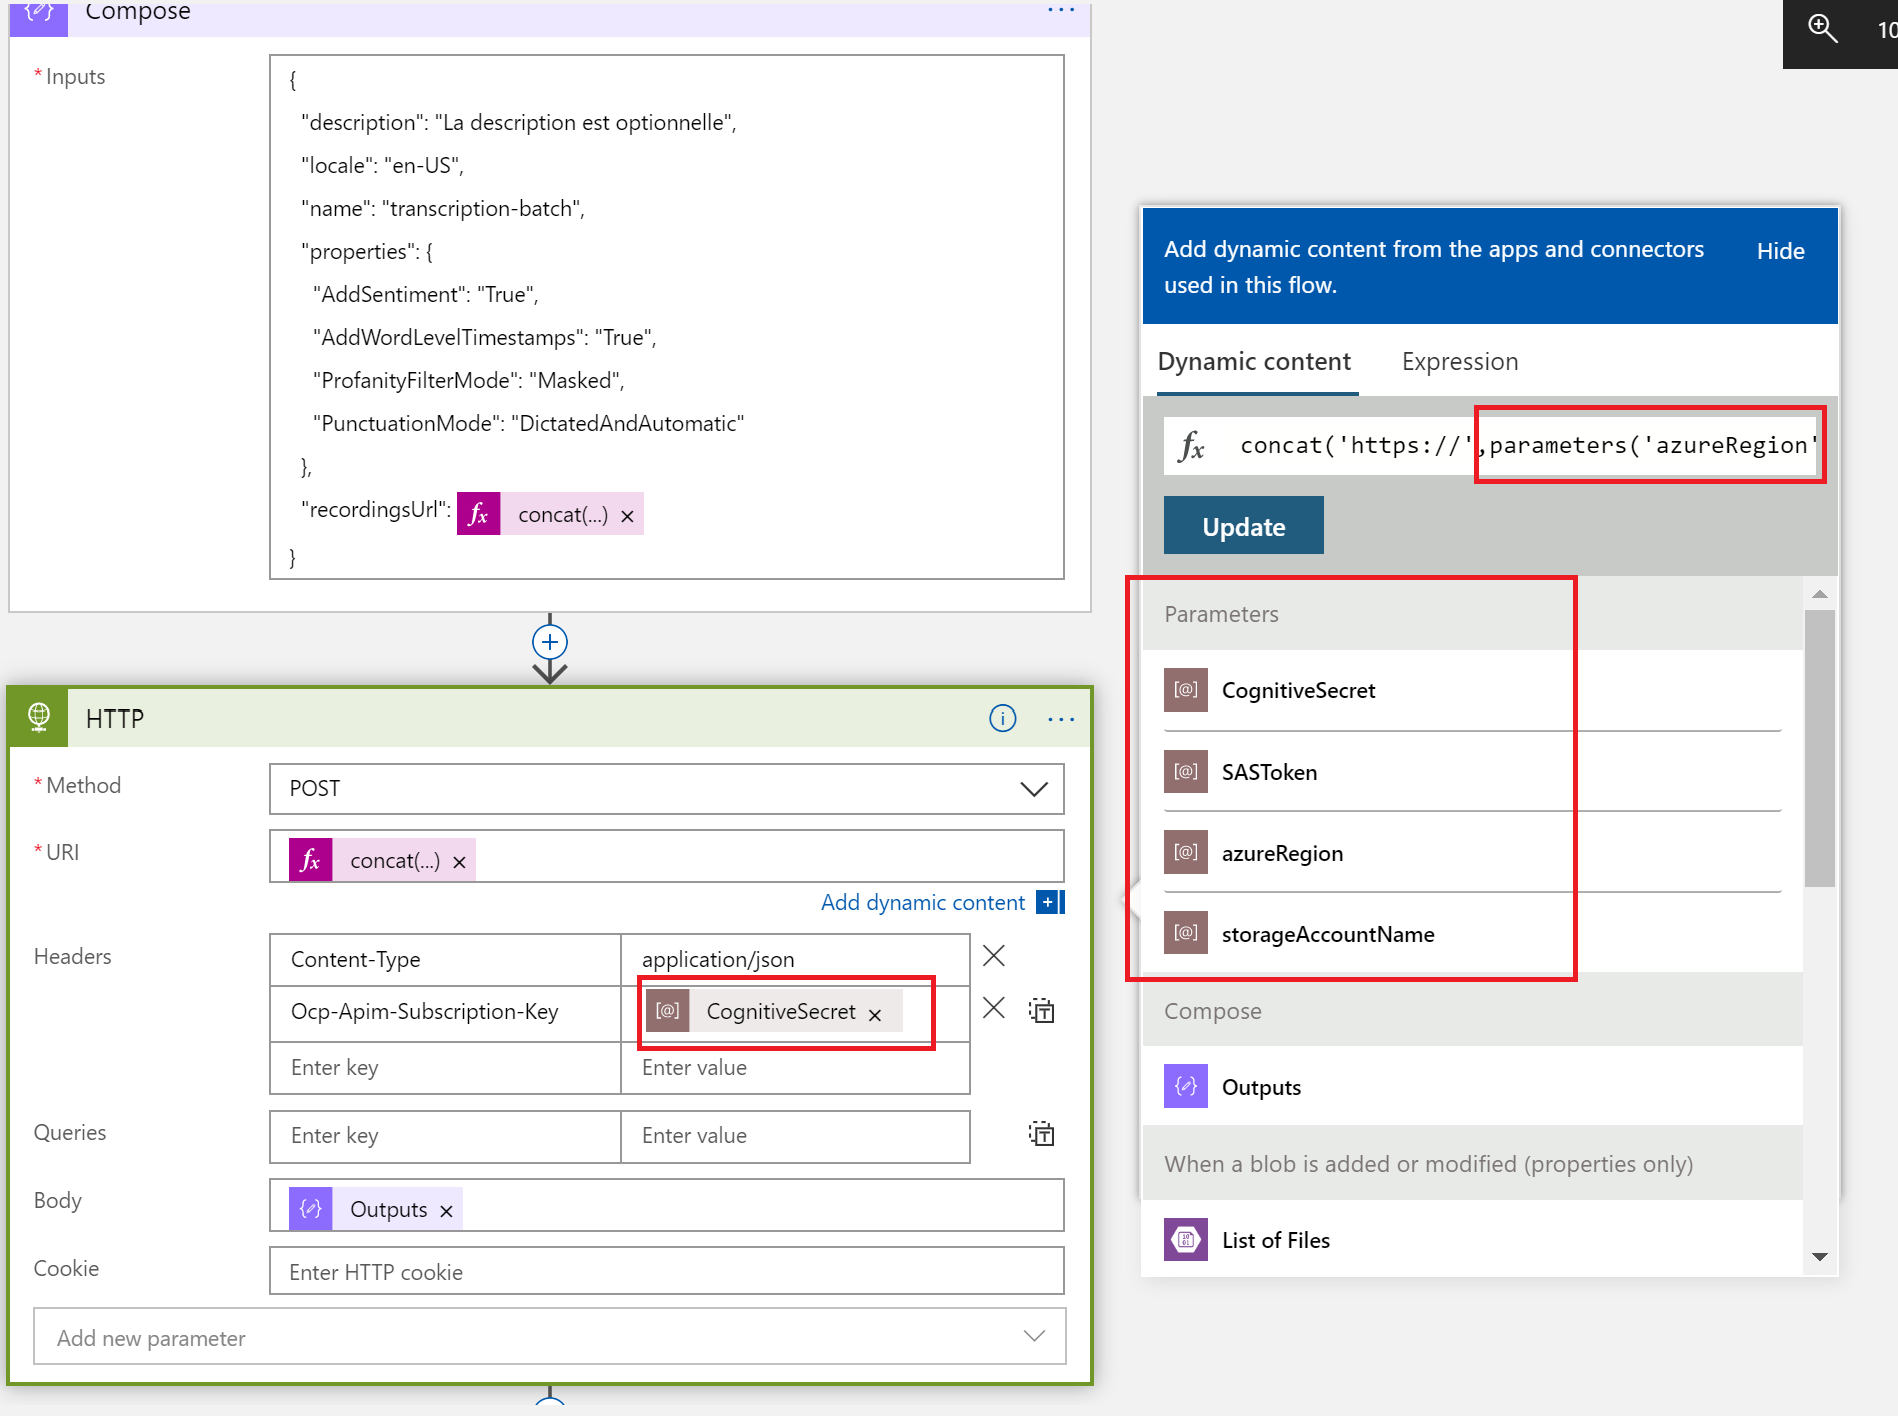 Compose
* Inputs
{
"description": "La description est optionnelle",
"locale": "en-US",
"name": "transcription-batch",
"properties": {
"AddSentiment": "True",
"AddWordLevelTimestamps": "True",
"ProfanityFilterMode": "Masked",
"PunctuationMode": "DictatedAndAutomatic"
},
"recordingsUrl": fx concat(...) ×
}
HTTP
* Method POST
* URI fx concat(...) ×
Add dynamic content
Headers
Content-Type application/json
Ocp-Apim-Subscription-Key [@] CognitiveSecret ×
Enter key Enter value
Queries Enter key Enter value
Body Outputs ×
Cookie Enter HTTP cookie
Add new parameter
10
Add dynamic content from the apps and connectors
used in this flow.
Hide
Dynamic content Expression
fx concat('https://',parameters('azureRegion'
Update
Parameters
[@] CognitiveSecret
[@] SASToken
[@] azureRegion
[@] storageAccountName
Compose
Outputs
When a blob is added or modified (properties only)
List of Files